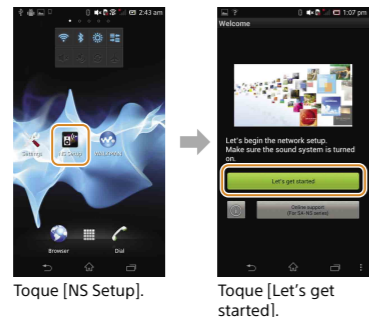 2:43 am
Settings
NS Setup
WALKMAN
Browser
Dial
Toque [NS Setup].
1:07 pm
Welcome
Let's begin the network setup.
Make sure the sound system is turned
on.
Let's get started
Online support
(For SA-NS series)
Toque [Let's get
started].